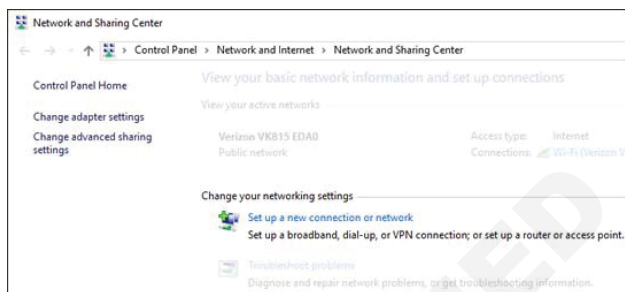 Network and Sharing Center
Control Panel > Network and Internet > Network and Sharing Center
Control Panel Home
Change adapter settings
Change advanced sharing
settings
View your basic network information and set up connections
View your active networks
Verizon VK815 EDA0
Public network
Access type: Internet
Connections: Wi-Fi (Verizon V
Change your networking settings
Set up a new connection or network
Set up a broadband, dial-up, or VPN connection; or set up a router or access point.
Troubleshoot problems
Diagnose and repair network problems, or get troubleshooting information.